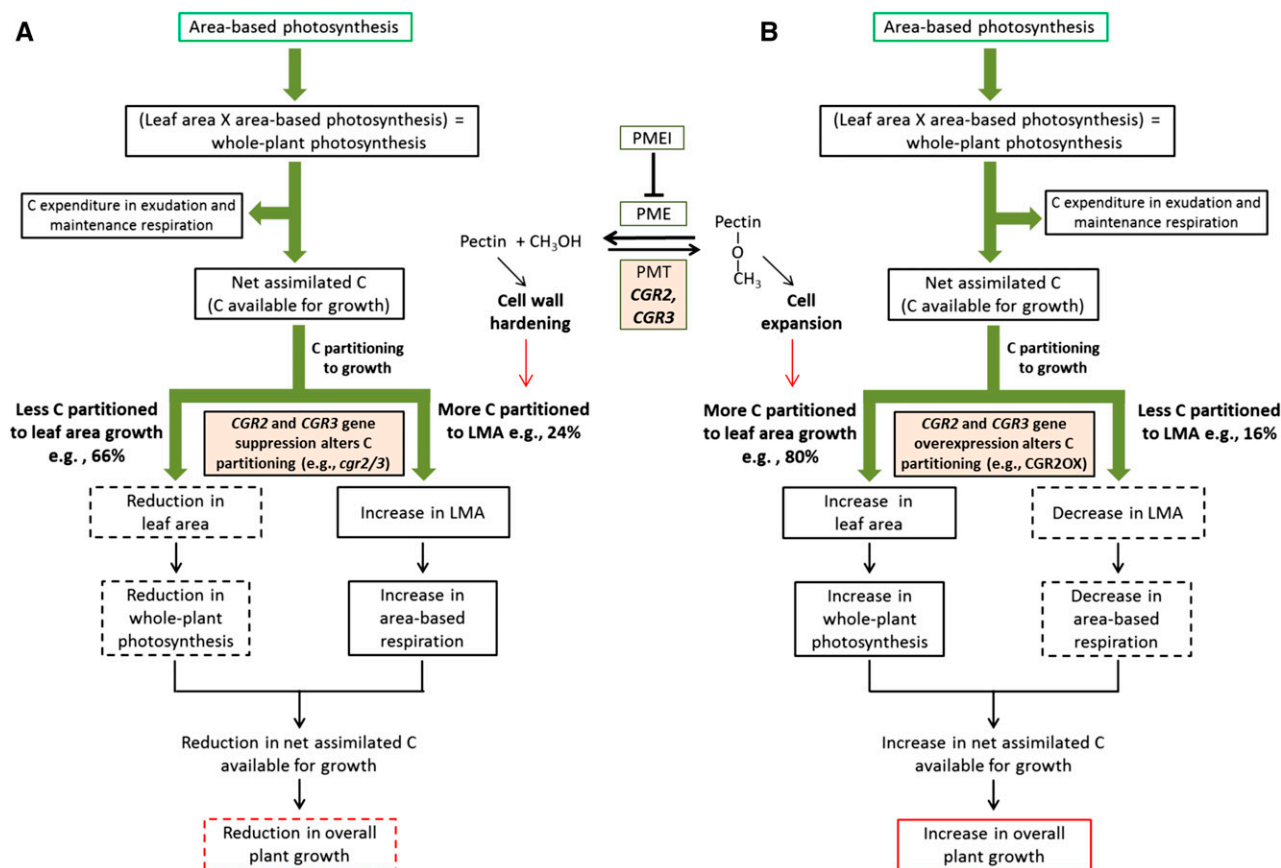 A
Area-based photosynthesis
(Leaf area X area-based photosynthesis) =
whole-plant photosynthesis
C expenditure in exudation and
maintenance respiration
Net assimilated C
(C available for growth)
C partitioning
to growth
Less C partitioned
to leaf area growth
e.g. , 66%
CGR2 and CGR3 gene
suppression alters C
partitioning (e.g., cgr2/3)
More C partitioned
to LMA e.g., 24%
Reduction in
leaf area
Increase in LMA
Reduction in
whole-plant
photosynthesis
Increase in
area-based
respiration
Reduction in net assimilated C
available for growth
Reduction in overall
plant growth
PMEI
PME
Pectin + CH₃OH
Pectin
O
CH₃
PMT
CGR2,
CGR3
Cell wall
hardening
Cell
expansion
B
Area-based photosynthesis
(Leaf area X area-based photosynthesis) =
whole-plant photosynthesis
C expenditure in exudation and
maintenance respiration
Net assimilated C
(C available for growth)
C partitioning
to growth
More C partitioned
to leaf area growth
e.g. , 80%
CGR2 and CGR3 gene
overexpression alters C
partitioning (e.g., CGR2OX)
Less C partitioned
to LMA e.g., 16%
Increase in
leaf area
Decrease in LMA
Increase in
whole-plant
photosynthesis
Decrease in
area-based
respiration
Increase in net assimilated C
available for growth
Increase in overall
plant growth